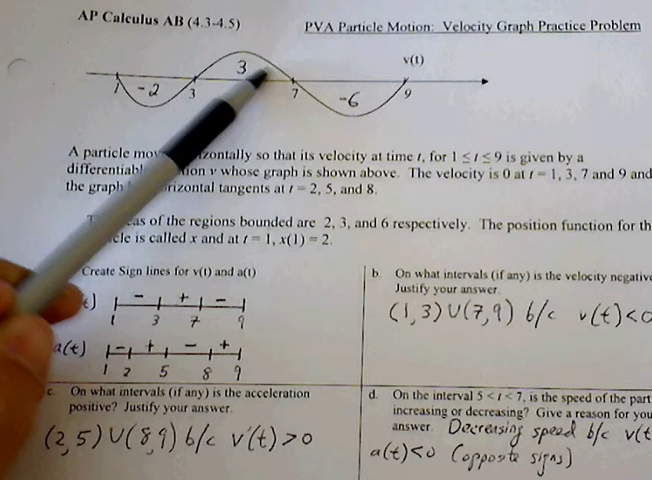 AP Calculus AB (4.3-4.5)
PVA Particle Motion: Velocity Graph Practice Problem
v(t)
3
-2
-6
1 3 7 9
A particle mov zontally so that its velocity at time t, for 1 ≤ t ≤ 9 is given by a
differentiabl tion v whose graph is shown above. The velocity is 0 at t = 1, 3, 7 and 9 and
the graph rizontal tangents at t = 2, 5, and 8.
as of the regions bounded are 2, 3, and 6 respectively. The position function for th
cle is called x and at t = 1, x(1) = 2.
Create Sign lines for v(t) and a(t)
t) - + -
1 3 7 9
a(t) - + - +
1 2 5 8 9
b. On what intervals (if any) is the velocity negative
Justify your answer.
(1,3) U (7,9) b/c v(t)<0
c. On what intervals (if any) is the acceleration
positive? Justify your answer.
(2,5) U (8,9) b/c v'(t) >0
d. On the interval 5 < t < 7, is the speed of the part
increasing or decreasing? Give a reason for you
answer. Decreasing speed b/c v(t
a(t)<0 (opposite signs)